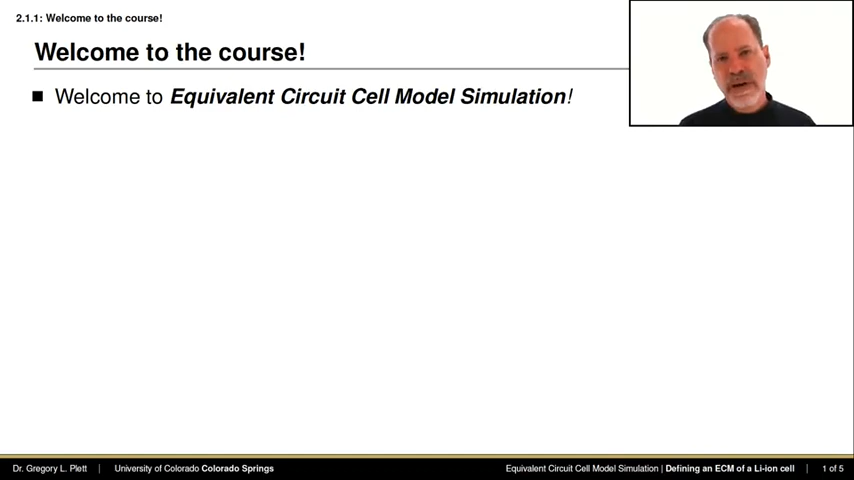 2.1.1: Welcome to the course!
Welcome to the course!
Welcome to Equivalent Circuit Cell Model Simulation!
Dr. Gregory L. Plett | University of Colorado Colorado Springs Equivalent Circuit Cell Model Simulation | Defining an ECM of a Li-ion cell | 1 of 5